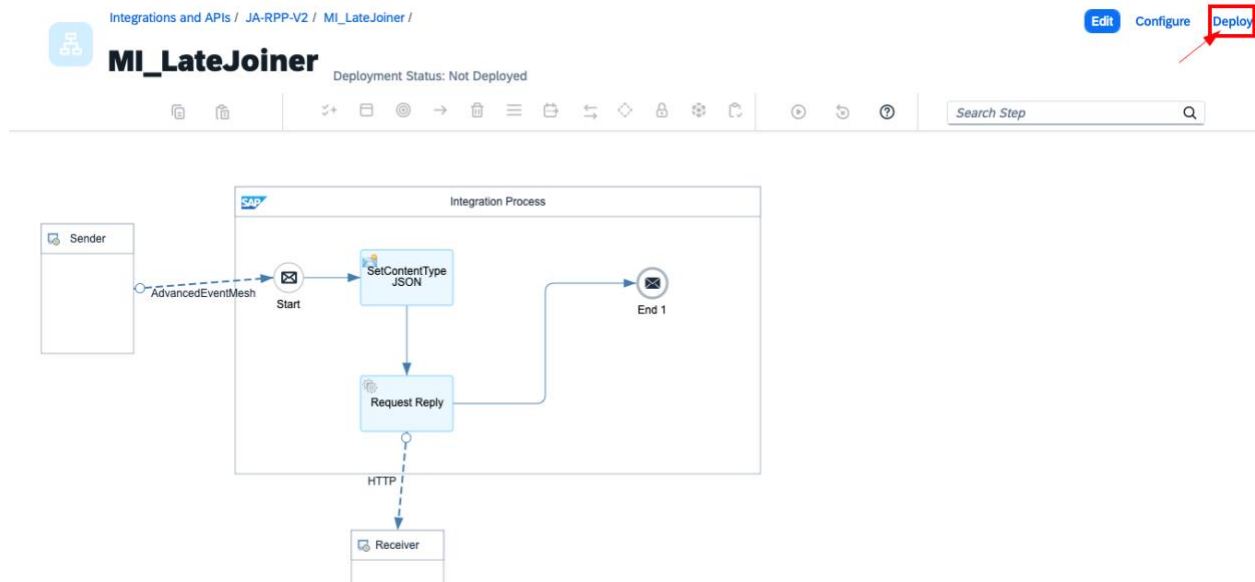 Integrations and APIs / JA-RPP-V2 / MI_LateJoiner /
Edit Configure Deploy
MI_LateJoiner
Deployment Status: Not Deployed
Search Step
SAP
Integration Process
Sender
AdvancedEventMesh
Start
SetContentType
JSON
End 1
Request Reply
HTTP
Receiver